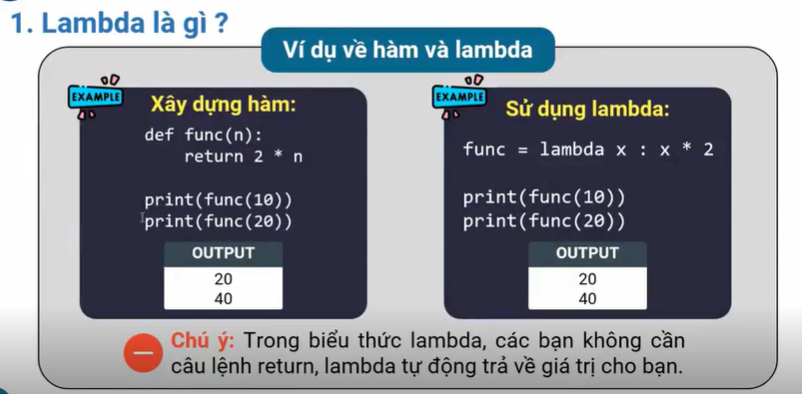 1. Lambda là gì ?
Ví dụ về hàm và lambda
EXAMPLE
Xây dựng hàm:
def func(n):
    return 2 * n
print(func(10))
print(func(20))
OUTPUT
20
40
EXAMPLE
Sử dụng lambda:
func = lambda x : x * 2
print(func(10))
print(func(20))
OUTPUT
20
40
Chú ý: Trong biểu thức lambda, các bạn không cần
câu lệnh return, lambda tự động trả về giá trị cho bạn.